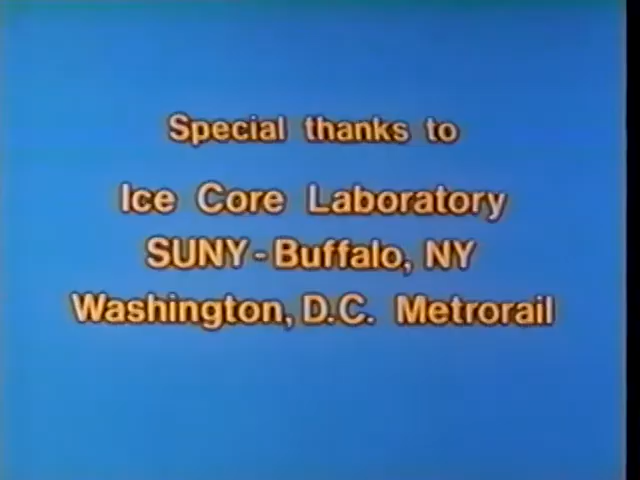 Special thanks to
Ice Core Laboratory
SUNY - Buffalo, NY
Washington, D.C. Metrorail